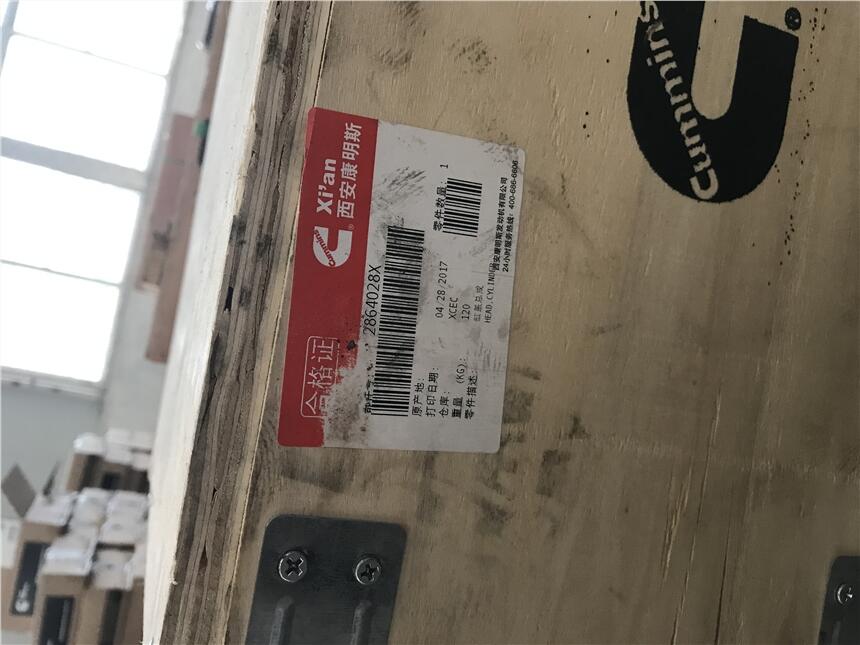 Cummins
Xi'an
西安康明斯
合格证
2864028X
原产地:
打印日期: 04/28/2017
仓库: XCEC
重量 (KG): 120
零件描述: 缸盖总成
HEAD,CYLINDER
零件数量: 1
西安康明斯发动机有限公司
24小时服务热线: 400-686-6606
Cummins